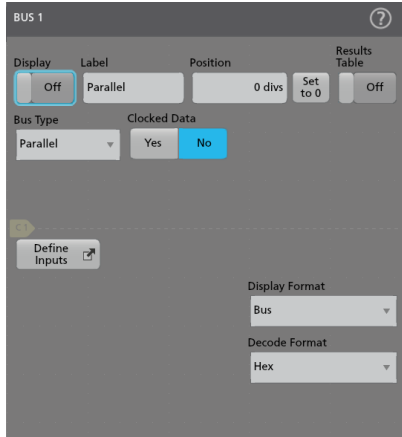 BUS 1
?
Display Label Position Results Table
Off Parallel 0 divs Set to 0 Off
Bus Type Clocked Data
Parallel Yes No
Define Inputs
Display Format
Bus
Decode Format
Hex